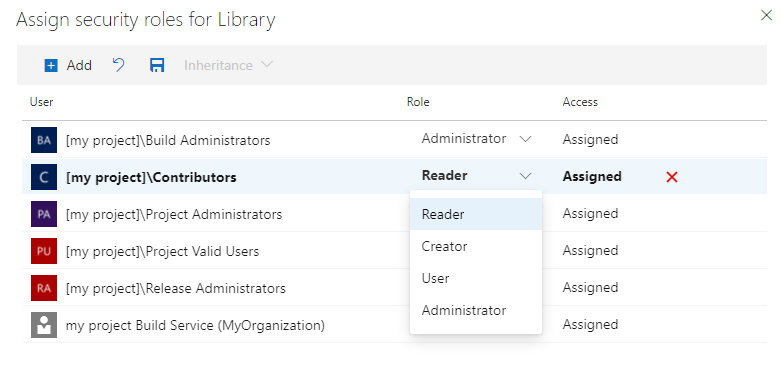 Assign security roles for Library
Add Inheritance
User Role Access
BA [my project]\Build Administrators Administrator Assigned
C [my project]\Contributors Reader Assigned
PA [my project]\Project Administrators Reader Assigned
PU [my project]\Project Valid Users Creator Assigned
RA [my project]\Release Administrators User Assigned
my project Build Service (MyOrganization) Administrator Assigned